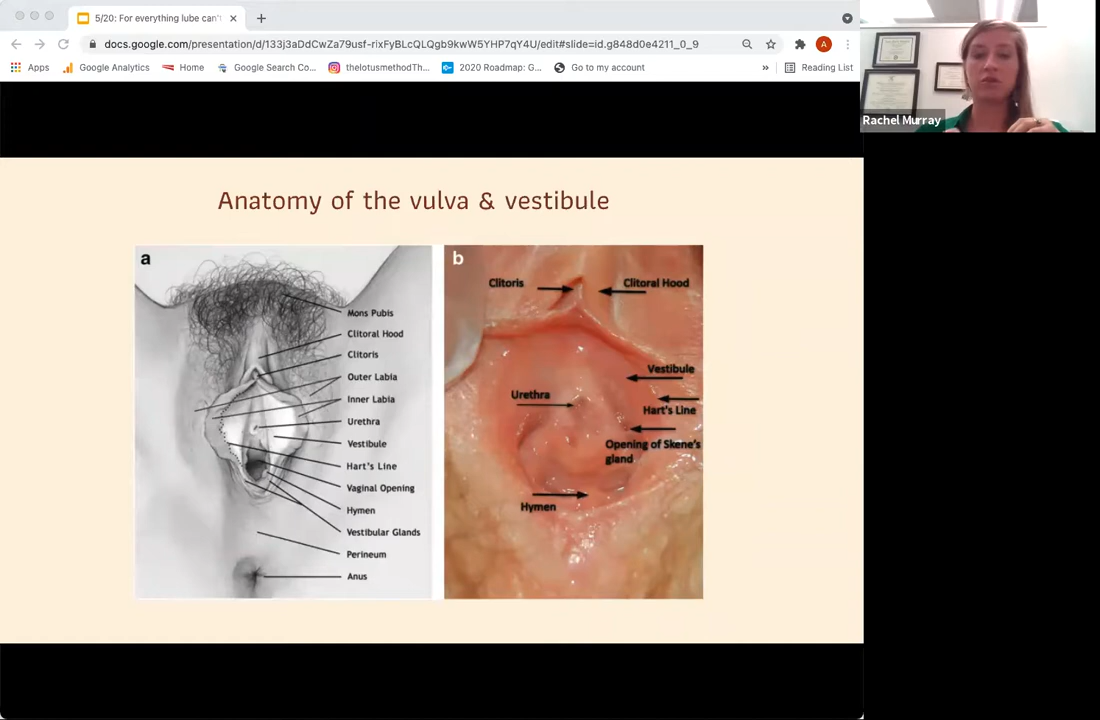 5/20: For everything lube can'
docs.google.com/presentation/d/133j3aDdCwZa79usf-rixFyBLcQLQgb9kwW5YHP7qY4U/edit#slide=id.g848d0e4211_0_9
A
Apps
Google Analytics
Home
Google Search Co...
thelotusmethodTh...
2020 Roadmap: G...
Go to my account
»
Reading List
Rachel Murray
Anatomy of the vulva & vestibule
a
Mons Pubis
Clitoral Hood
Clitoris
Outer Labia
Inner Labia
Urethra
Vestibule
Hart's Line
Vaginal Opening
Hymen
Vestibular Glands
Perineum
Anus
b
Clitoris
Clitoral Hood
Vestibule
Urethra
Hart's Line
Opening of Skene's
gland
Hymen